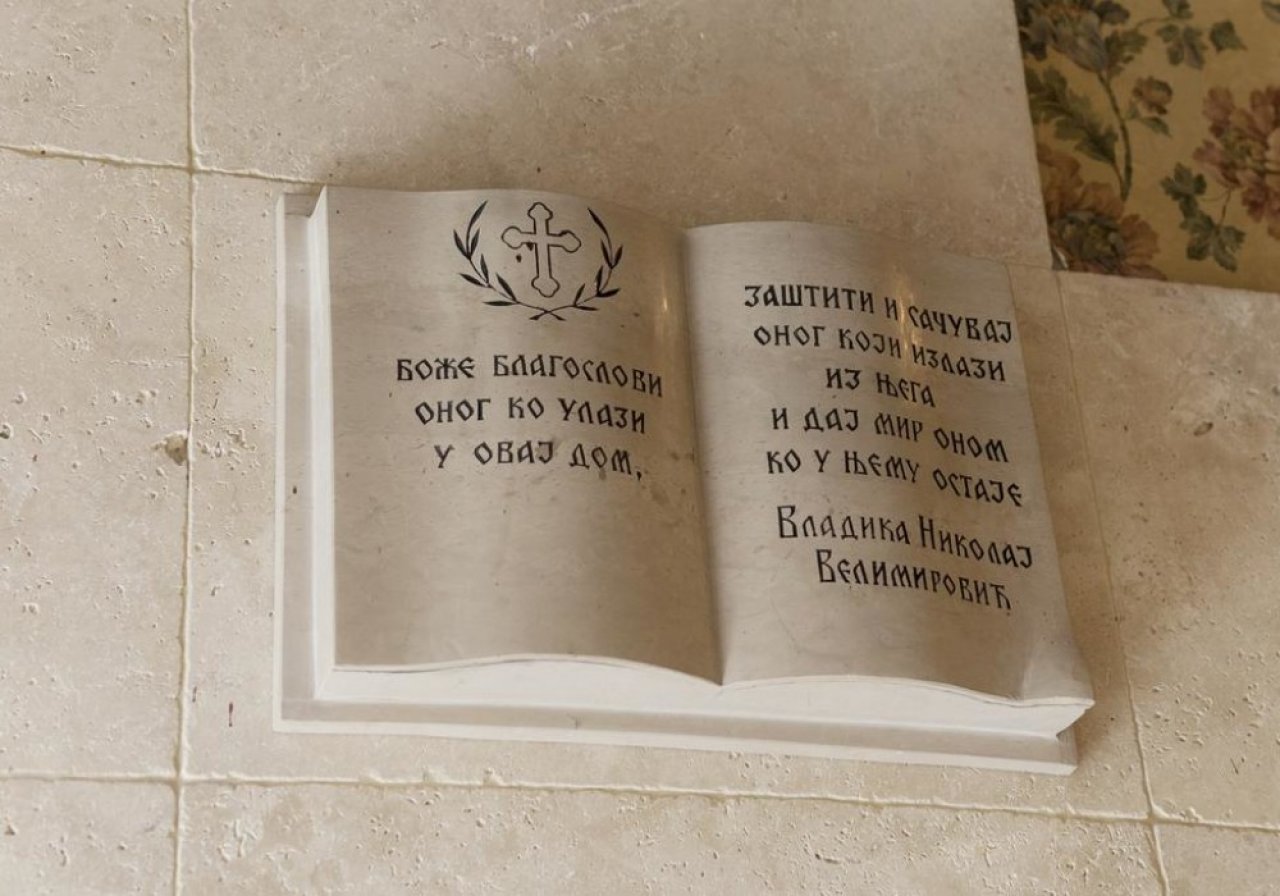 БОЖЕ БЛАГОСЛОВИ
ОНОГ КО УЛАЗИ
У ОВАЈ ДОМ,
ЗАШТИТИ И САЧУВАЈ
ОНОГ КОЈИ ИЗЛАЗИ
ИЗ ЊЕГА
И ДАЈ МИР ОНОМ
КО У ЊЕМУ ОСТАЈЕ
ВЛАДИКА НИКОЛАЈ
ВЕЛИМИРОВИЋ